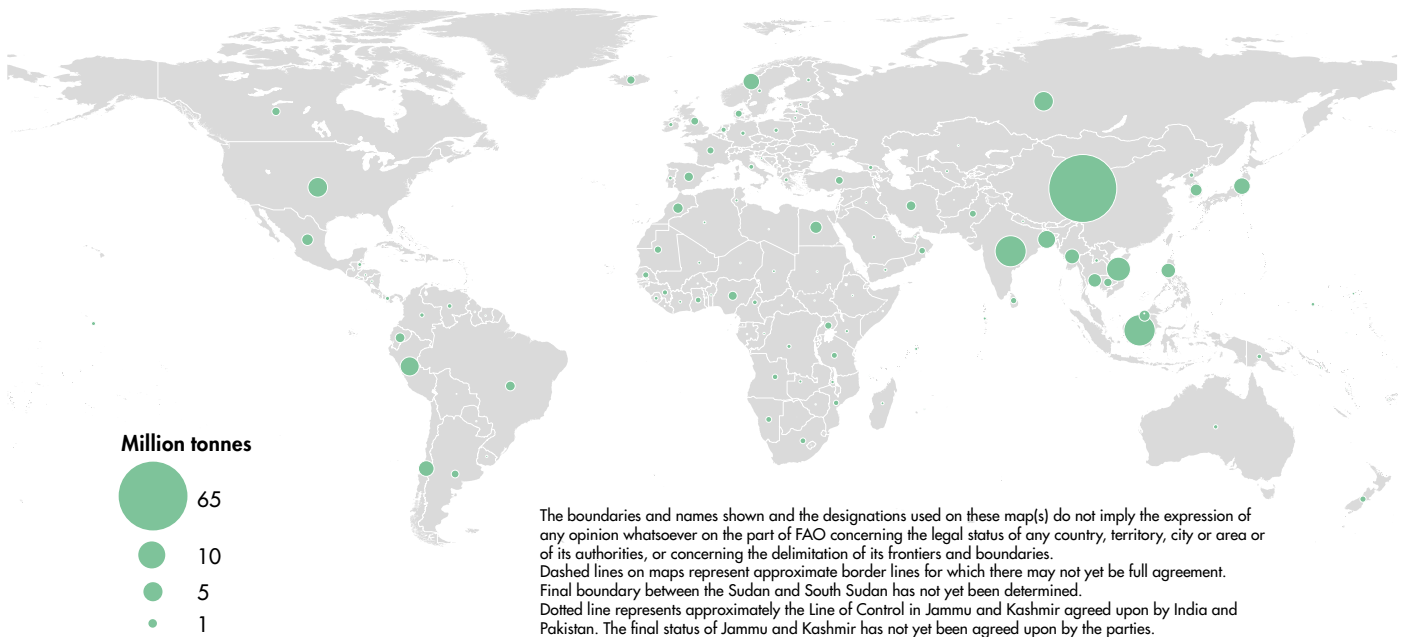 Million tonnes
65
10
5
1
The boundaries and names shown and the designations used on these map(s) do not imply the expression of
any opinion whatsoever on the part of FAO concerning the legal status of any country, territory, city or area or
of its authorities, or concerning the delimitation of its frontiers and boundaries.
Dashed lines on maps represent approximate border lines for which there may not yet be full agreement.
Final boundary between the Sudan and South Sudan has not yet been determined.
Dotted line represents approximately the Line of Control in Jammu and Kashmir agreed upon by India and
Pakistan. The final status of Jammu and Kashmir has not yet been agreed upon by the parties.